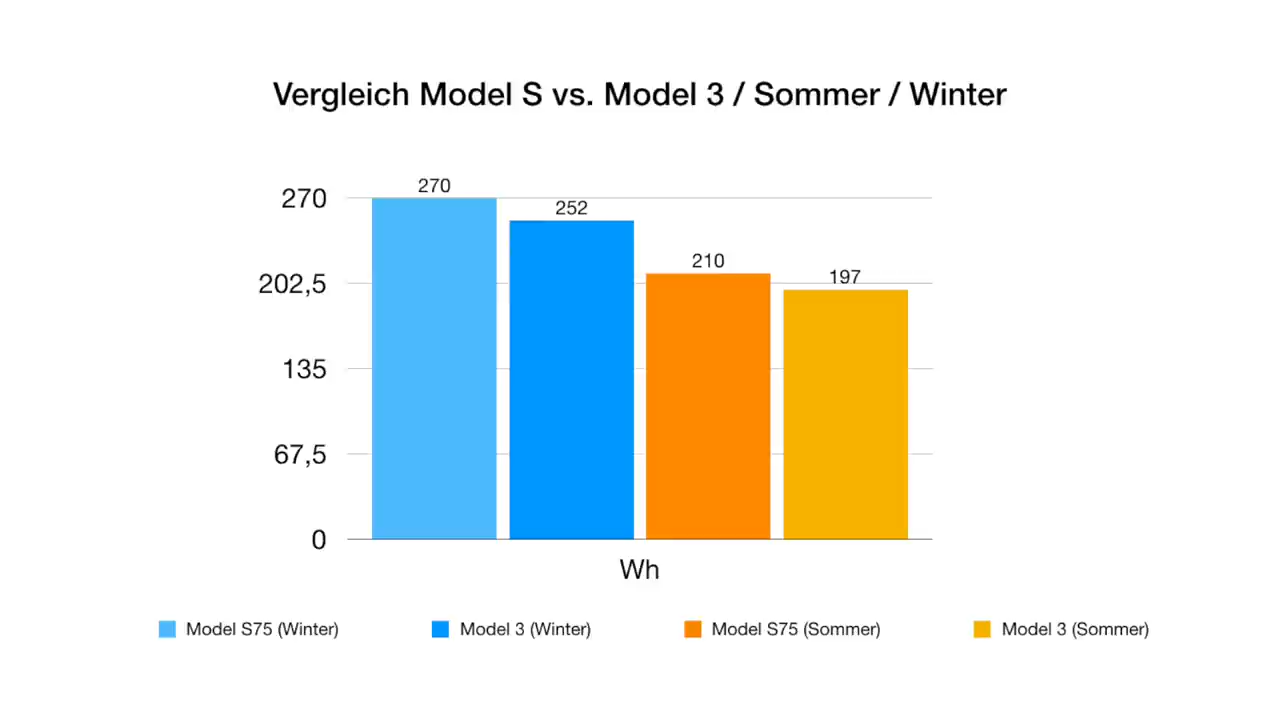 Vergleich Model S vs. Model 3 / Sommer / Winter
270
202,5
135
67,5
0
270
252
210
197
Wh
Model S75 (Winter)
Model 3 (Winter)
Model S75 (Sommer)
Model 3 (Sommer)